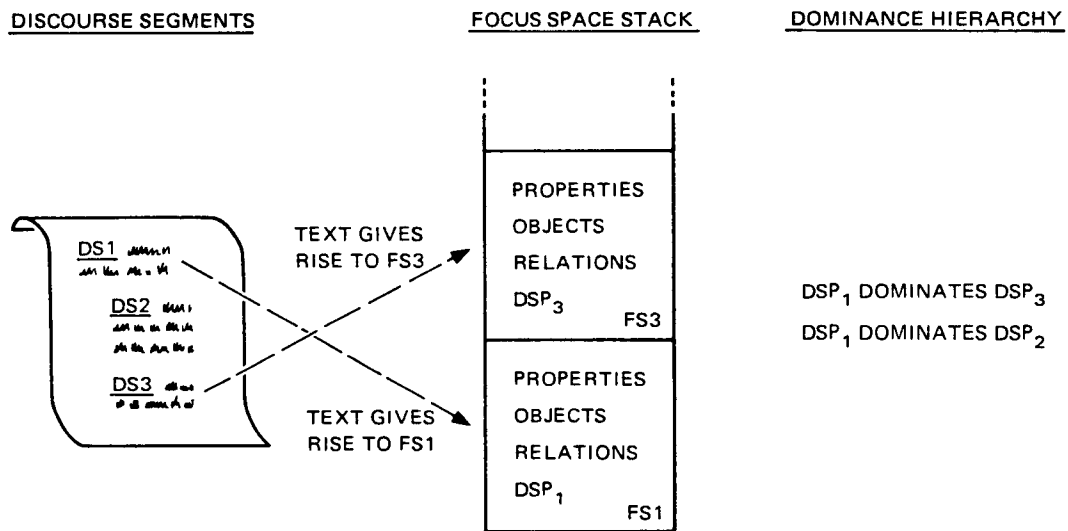 DISCOURSE SEGMENTS
FOCUS SPACE STACK
DOMINANCE HIERARCHY
DS1
DS2
DS3
TEXT GIVES
RISE TO FS3
TEXT GIVES
RISE TO FS1
PROPERTIES
OBJECTS
RELATIONS
DSP₃
FS3
PROPERTIES
OBJECTS
RELATIONS
DSP₁
FS1
DSP₁ DOMINATES DSP₃
DSP₁ DOMINATES DSP₂